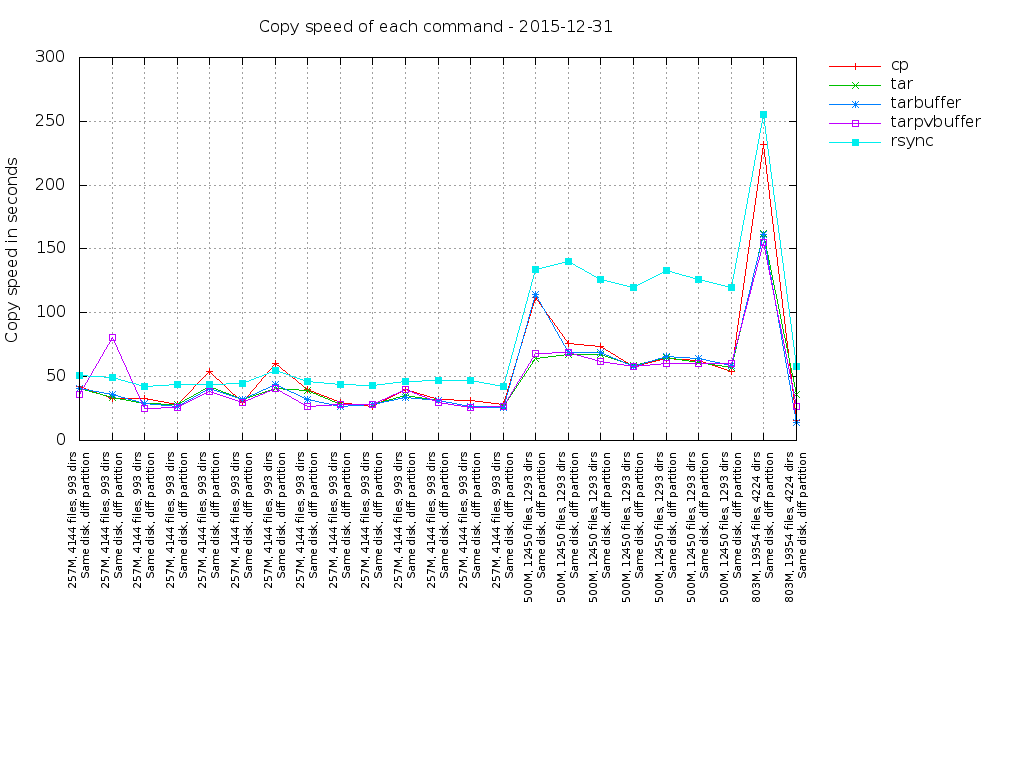 Copy speed of each command - 2015-12-31
300
250
200
150
100
50
0
Copy speed in seconds
cp
tar
tarbuffer
tarpvbuffer
rsync
257M, 4144 files, 993 dirs
Same disk, diff partition
257M, 4144 files, 993 dirs
Same disk, diff partition
257M, 4144 files, 993 dirs
Same disk, diff partition
257M, 4144 files, 993 dirs
Same disk, diff partition
257M, 4144 files, 993 dirs
Same disk, diff partition
257M, 4144 files, 993 dirs
Same disk, diff partition
257M, 4144 files, 993 dirs
Same disk, diff partition
257M, 4144 files, 993 dirs
Same disk, diff partition
257M, 4144 files, 993 dirs
Same disk, diff partition
257M, 4144 files, 993 dirs
Same disk, diff partition
257M, 4144 files, 993 dirs
Same disk, diff partition
257M, 4144 files, 993 dirs
Same disk, diff partition
257M, 4144 files, 993 dirs
Same disk, diff partition
257M, 4144 files, 993 dirs
Same disk, diff partition
500M, 12450 files, 1293 dirs
Same disk, diff partition
500M, 12450 files, 1293 dirs
Same disk, diff partition
500M, 12450 files, 1293 dirs
Same disk, diff partition
500M, 12450 files, 1293 dirs
Same disk, diff partition
500M, 12450 files, 1293 dirs
Same disk, diff partition
500M, 12450 files, 1293 dirs
Same disk, diff partition
500M, 12450 files, 1293 dirs
Same disk, diff partition
803M, 19354 files, 4224 dirs
Same disk, diff partition
803M, 19354 files, 4224 dirs
Same disk, diff partition